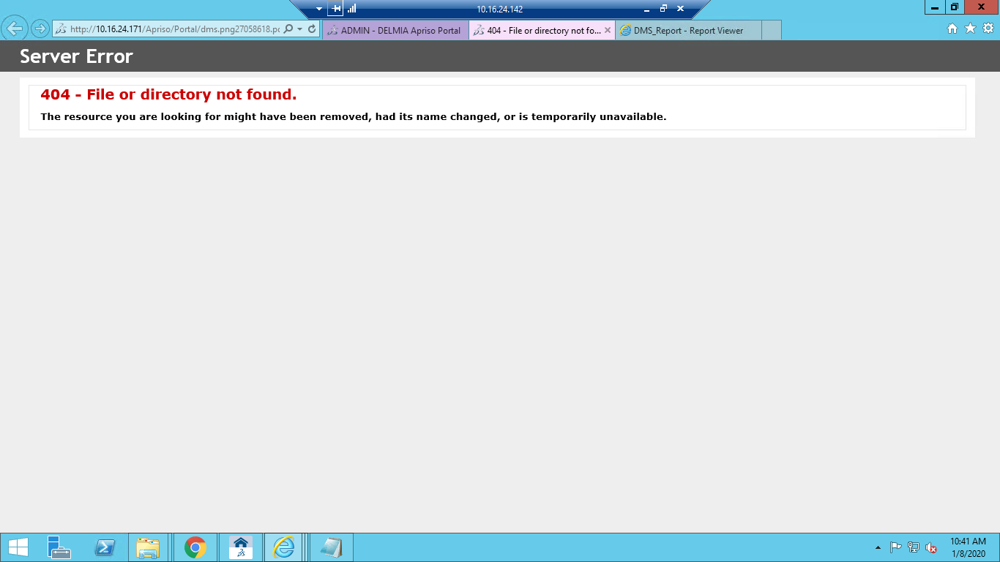 10.16.24.142
http://10.16.24.171/Apriso/Portal/dms.png27058618.pc
ADMIN - DELMIA Apriso Portal
404 - File or directory not fo...
DMS_Report - Report Viewer
Server Error
404 - File or directory not found.
The resource you are looking for might have been removed, had its name changed, or is temporarily unavailable.
10:41 AM
1/8/2020